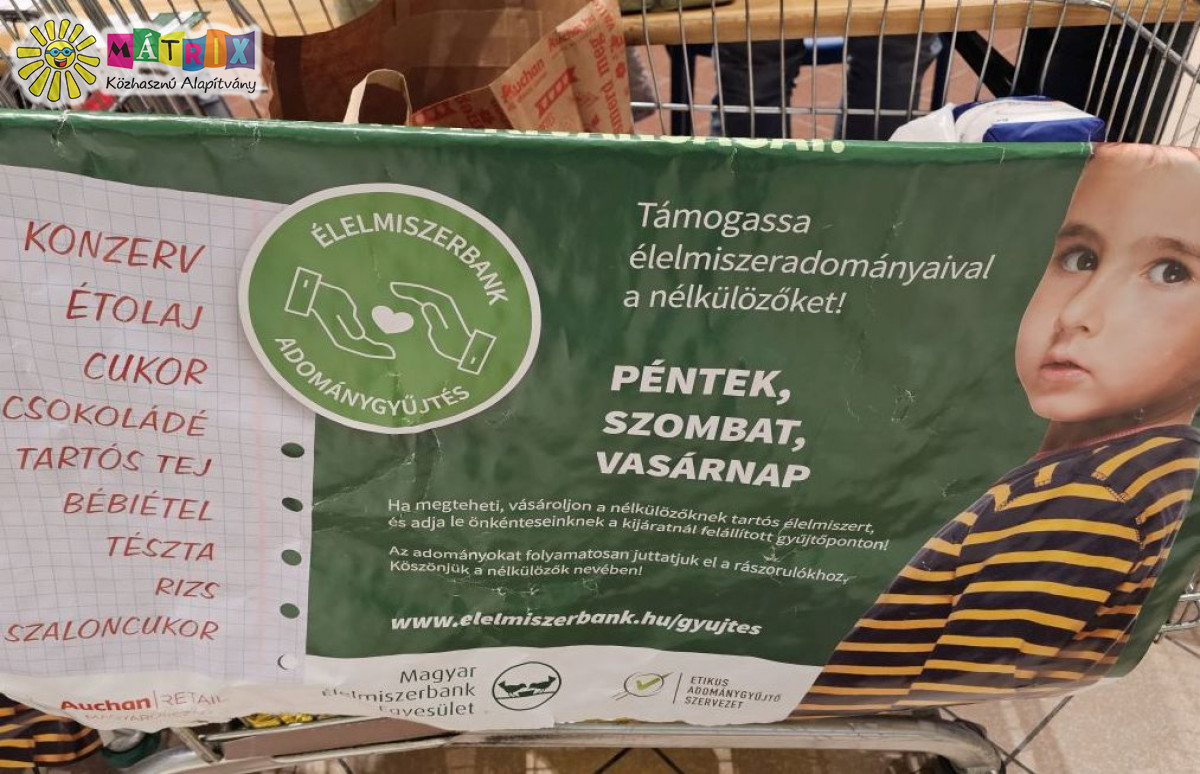 MÁTRIX
Közhasznú Alapítvány
Auchan
KONZERV
ÉTOLAJ
CUKOR
CSOKOLÁDÉ
TARTÓS TEJ
BÉBIÉTEL
TÉSZTA
RIZS
SZALONCUKOR
ÉLELMISZERBANK
ADOMÁNYGYŰJTÉS
Támogassa
élelmiszeradományaival
a nélkülözőket!
PÉNTEK,
SZOMBAT,
VASÁRNAP
Ha megteheti, vásároljon a nélkülözőknek tartós élelmiszert,
és adja le önkénteseinknek a kijáratnál felállított gyűjtőponton!
Az adományokat folyamatosan juttatjuk el a rászorulókhoz,
Köszönjük a nélkülözők nevében!
www.elelmiszerbank.hu/gyujtes
Auchan RETAIL
Magyar
élelmiszerbank
Egyesület
ETIKUS
ADOMÁNYGYŰJTŐ
SZERVEZET